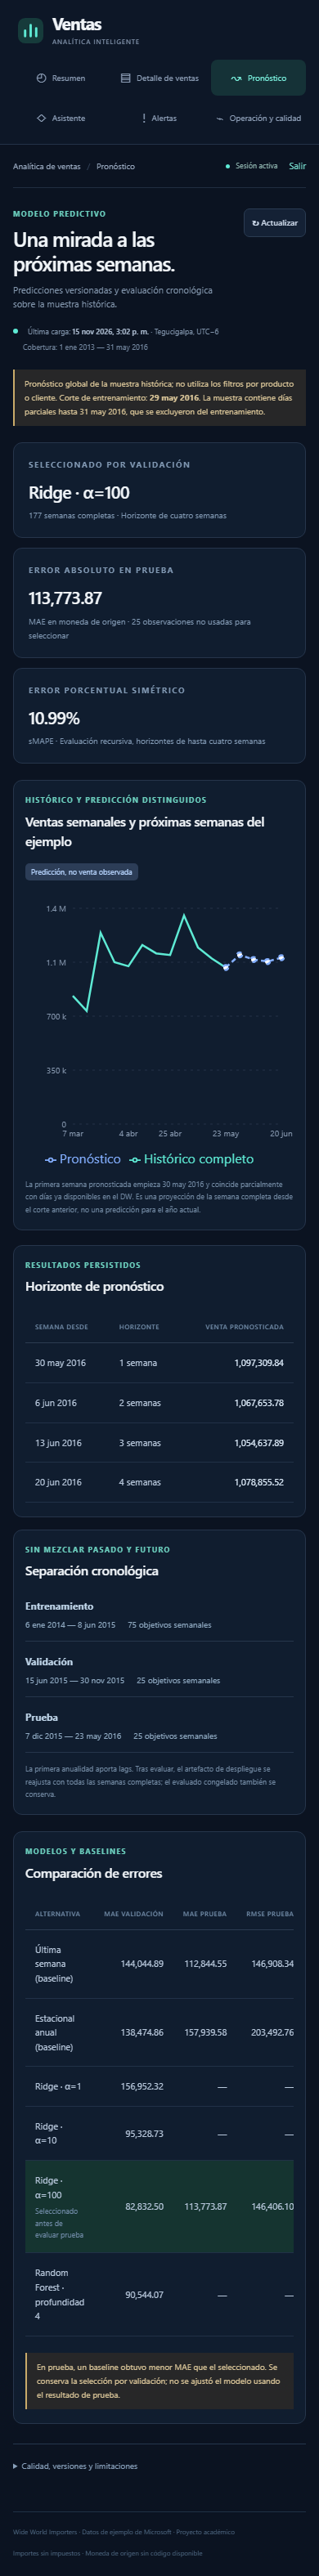 Ventas
ANALÍTICA INTELIGENTE
Resumen
Detalle de ventas
Pronóstico
Asistente
Alertas
Operación y calidad
Analítica de ventas / Pronóstico
Sesión activa
Salir
MODELO PREDICTIVO
↻ Actualizar
Una mirada a las
próximas semanas.
Predicciones versionadas y evaluación cronológica
sobre la muestra histórica.
Última carga: 15 nov 2026, 3:02 p. m. · Tegucigalpa, UTC−6
Cobertura: 1 ene 2013 — 31 may 2016
Pronóstico global de la muestra histórica; no utiliza los filtros por producto
o cliente. Corte de entrenamiento: 29 may 2016. La muestra contiene días
parciales hasta 31 may 2016, que se excluyeron del entrenamiento.
SELECCIONADO POR VALIDACIÓN
Ridge · α=100
177 semanas completas · Horizonte de cuatro semanas
ERROR ABSOLUTO EN PRUEBA
113,773.87
MAE en moneda de origen · 25 observaciones no usadas para
seleccionar
ERROR PORCENTUAL SIMÉTRICO
10.99%
sMAPE · Evaluación recursiva, horizontes de hasta cuatro semanas
HISTÓRICO Y PREDICCIÓN DISTINGUIDOS
Ventas semanales y próximas semanas del
ejemplo
Predicción, no venta observada
1.4 M
1.1 M
700 k
350 k
0
7 mar
4 abr
25 abr
23 may
20 jun
Pronóstico
Histórico completo
La primera semana pronosticada empieza 30 may 2016 y coincide parcialmente
con días ya disponibles en el DW. Es una proyección de la semana completa desde
el corte anterior, no una predicción para el año actual.
RESULTADOS PERSISTIDOS
Horizonte de pronóstico
SEMANA DESDE HORIZONTE VENTA PRONOSTICADA
30 may 2016 1 semana 1,097,309.84
6 jun 2016 2 semanas 1,067,653.78
13 jun 2016 3 semanas 1,054,637.89
20 jun 2016 4 semanas 1,078,855.52
SIN MEZCLAR PASADO Y FUTURO
Separación cronológica
Entrenamiento
6 ene 2014 — 8 jun 2015 75 objetivos semanales
Validación
15 jun 2015 — 30 nov 2015 25 objetivos semanales
Prueba
7 dic 2015 — 23 may 2016 25 objetivos semanales
La primera anualidad aporta lags. Tras evaluar, el artefacto de despliegue se
reajusta con todas las semanas completas; el evaluado congelado también se
conserva.
MODELOS Y BASELINES
Comparación de errores
ALTERNATIVA MAE VALIDACIÓN MAE PRUEBA RMSE PRUEBA
Última
semana
(baseline)
144,044.89 112,844.55 146,908.34
Estacional
anual
(baseline)
138,474.86 157,939.58 203,492.76
Ridge · α=1 156,952.32 — —
Ridge ·
α=10
95,328.73 — —
Ridge ·
α=100
Seleccionado
antes de
evaluar prueba
82,832.50 113,773.87 146,406.10
Random
Forest ·
profundidad
4
90,544.07 — —
En prueba, un baseline obtuvo menor MAE que el seleccionado. Se
conserva la selección por validación; no se ajustó el modelo usando
el resultado de prueba.
Calidad, versiones y limitaciones
Wide World Importers · Datos de ejemplo de Microsoft · Proyecto académico
Importes sin impuestos · Moneda de origen sin código disponible